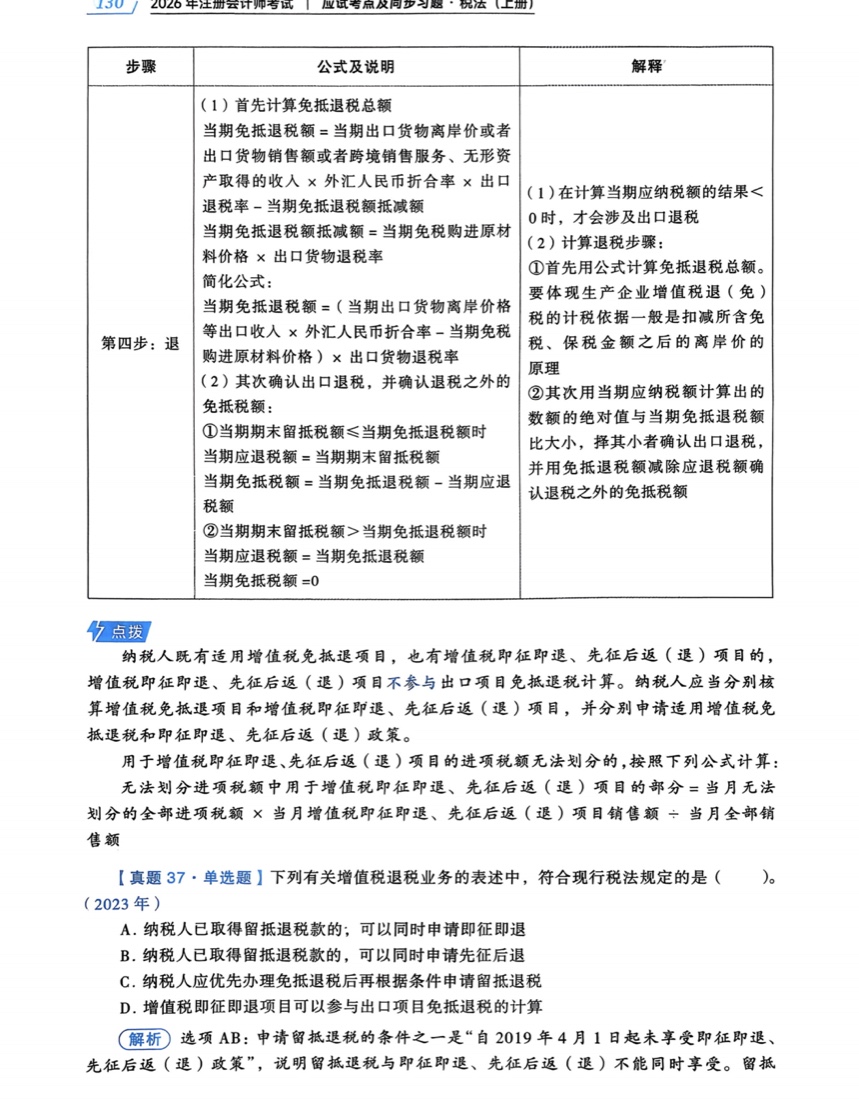 130 2026年注册会计师考试 | 应试考点及同步习题·税法(上册)
步骤
公式及说明
解释
第四步：退
（1）首先计算免抵退税总额
当期免抵退税额=当期出口货物离岸价或者
出口货物销售额或者跨境销售服务、无形资
产取得的收入 × 外汇人民币折合率 × 出口
退税率－当期免抵退税额抵减额
当期免抵退税额抵减额=当期免税购进原材
料价格 × 出口货物退税率
简化公式：
当期免抵退税额=（当期出口货物离岸价格
等出口收入 × 外汇人民币折合率－当期免税
购进原材料价格）× 出口货物退税率
（2）其次确认出口退税，并确认退税之外的
免抵税额：
①当期期末留抵税额≤当期免抵退税额时
当期应退税额=当期期末留抵税额
当期免抵税额=当期免抵退税额－当期应退
税额
②当期期末留抵税额＞当期免抵退税额时
当期应退税额=当期免抵退税额
当期免抵税额=0
（1）在计算当期应纳税额的结果＜
0时，才会涉及出口退税
（2）计算退税步骤：
①首先用公式计算免抵退税总额。
要体现生产企业增值税退（免）
税的计税依据一般是扣减所含免
税、保税金额之后的离岸价的
原理
②其次用当期应纳税额计算出的
数额的绝对值与当期免抵退税额
比大小，择其小者确认出口退税，
并用免抵退税额减除应退税额确
认退税之外的免抵税额
点拨
纳税人既有适用增值税免抵退项目，也有增值税即征即退、先征后返（退）项目的，
增值税即征即退、先征后返（退）项目不参与出口项目免抵退税计算。纳税人应当分别核
算增值税免抵退项目和增值税即征即退、先征后返（退）项目，并分别申请适用增值税免
抵退税和即征即退、先征后返（退）政策。
用于增值税即征即退、先征后返（退）项目的进项税额无法划分的，按照下列公式计算：
无法划分进项税额中用于增值税即征即退、先征后返（退）项目的部分=当月无法
划分的全部进项税额 × 当月增值税即征即退、先征后返（退）项目销售额 ÷ 当月全部销
售额
【真题37·单选题】下列有关增值税退税业务的表述中，符合现行税法规定的是（　　）。
（2023年）
A. 纳税人已取得留抵退税款的，可以同时申请即征即退
B. 纳税人已取得留抵退税款的，可以同时申请先征后退
C. 纳税人应优先办理免抵退税后再根据条件申请留抵退税
D. 增值税即征即退项目可以参与出口项目免抵退税的计算
解析 选项AB：申请留抵退税的条件之一是“自2019年4月1日起未享受即征即退、
先征后返（退）政策”，说明留抵退税与即征即退、先征后返（退）不能同时享受。留抵